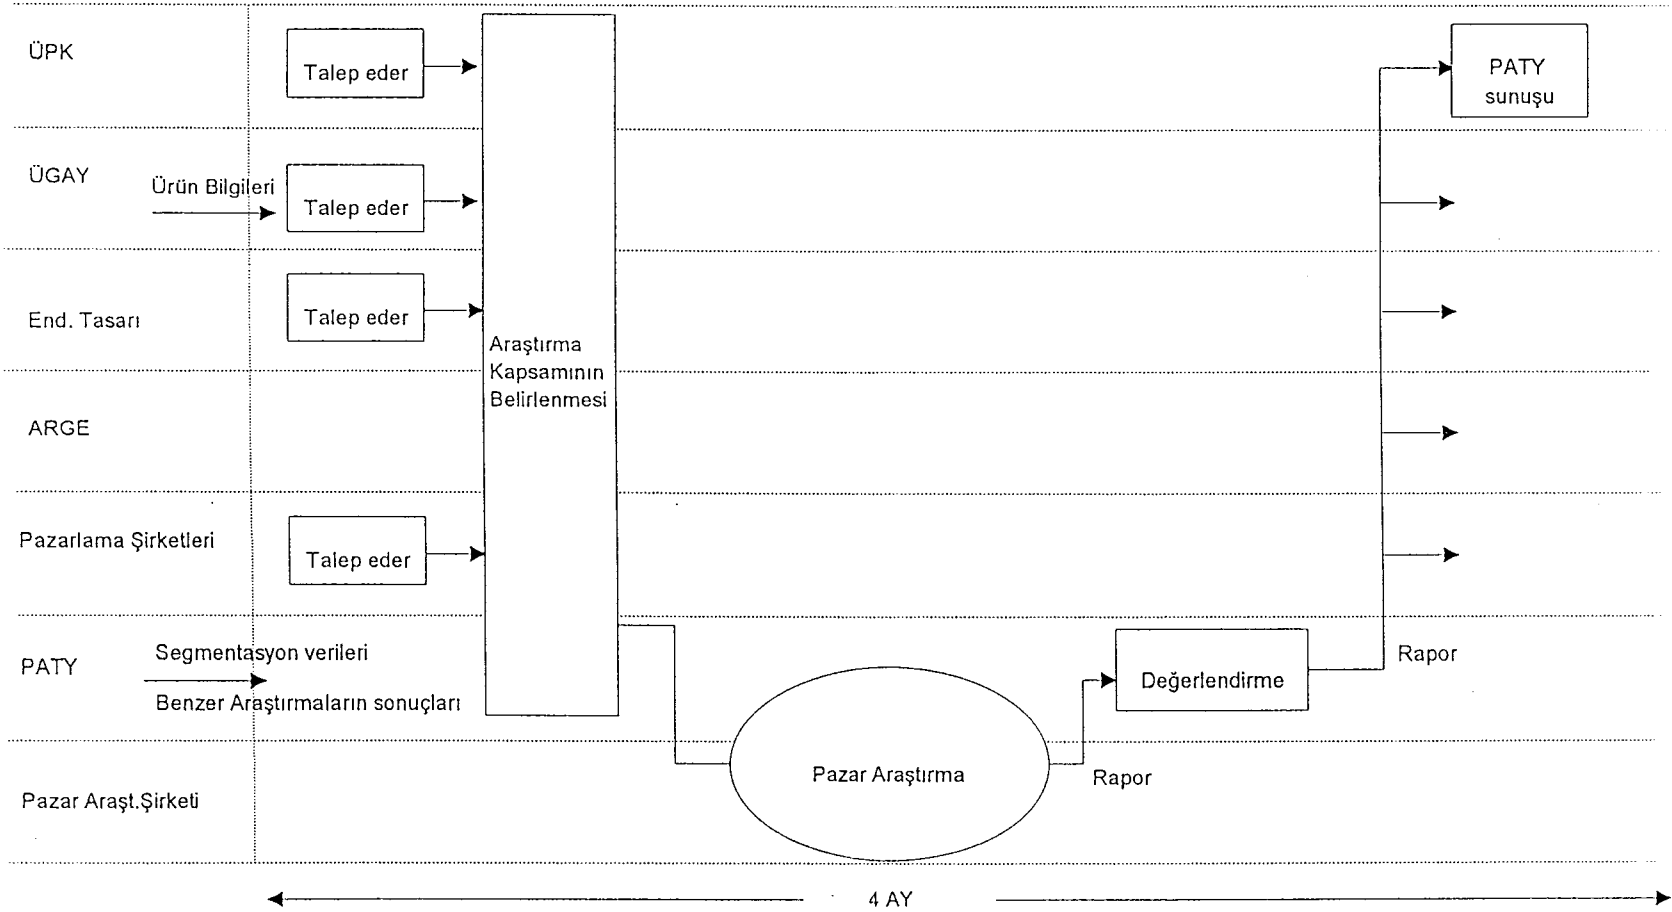 ÜPK
Talep eder
PATY
sunuşu
ÜGAY
Ürün Bilgileri
Talep eder
End. Tasarı
Talep eder
Araştırma
Kapsamının
Belirlenmesi
ARGE
Pazarlama Şirketleri
Talep eder
PATY
Segmentasyon verileri
Benzer Araştırmaların sonuçları
Değerlendirme
Rapor
Pazar Araştırma
Rapor
Pazar Araşt.Şirketi
4 AY